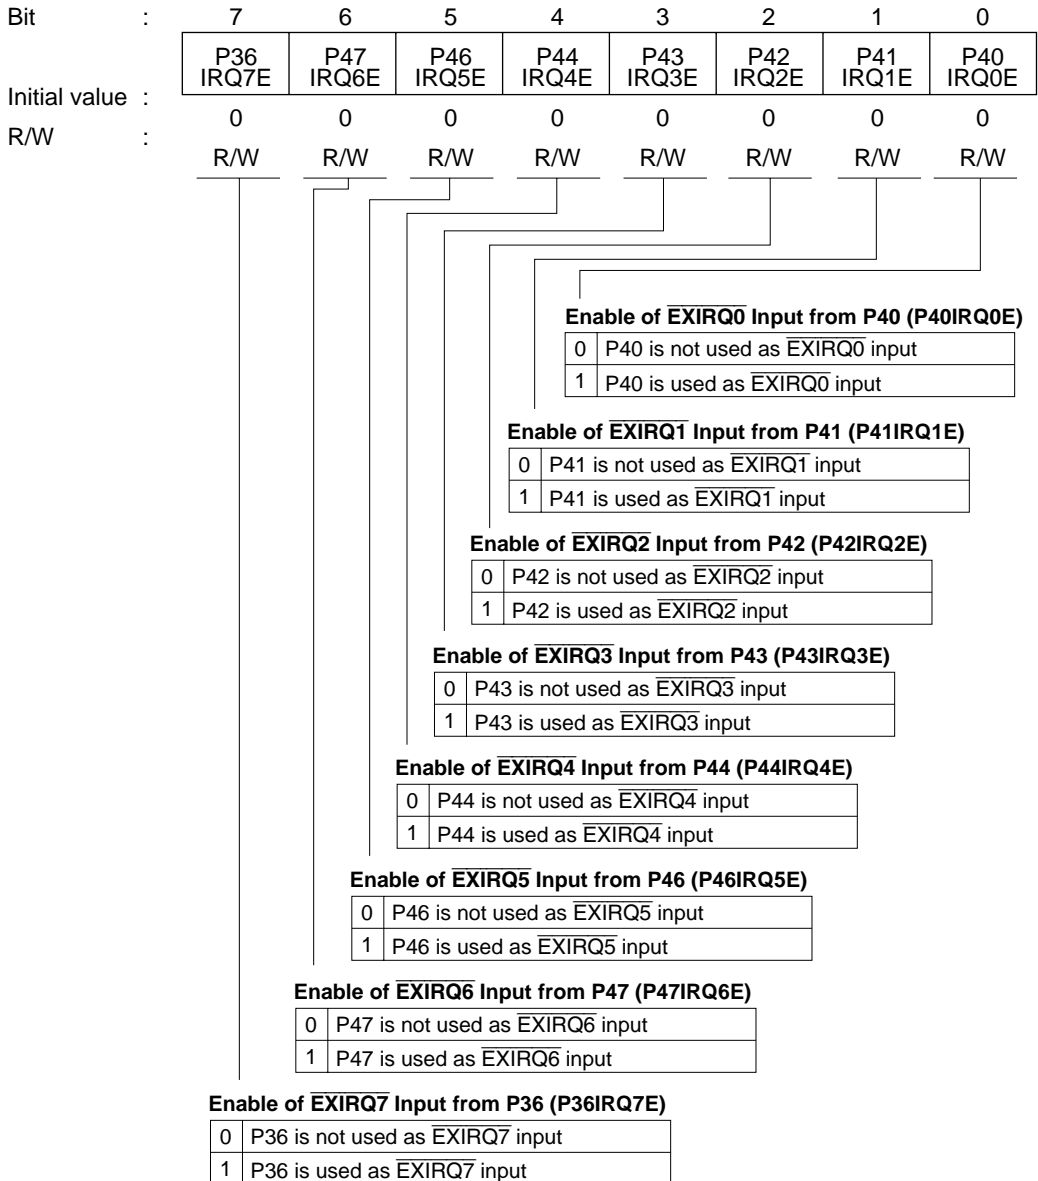 Bit : 7 6 5 4 3 2 1 0
P36 P47 P46 P44 P43 P42 P41 P40
IRQ7E IRQ6E IRQ5E IRQ4E IRQ3E IRQ2E IRQ1E IRQ0E
Initial value : 0 0 0 0 0 0 0 0
R/W : R/W R/W R/W R/W R/W R/W R/W R/W
Enable of EXIRQ0 Input from P40 (P40IRQ0E)
0 P40 is not used as EXIRQ0 input
1 P40 is used as EXIRQ0 input
Enable of EXIRQ1 Input from P41 (P41IRQ1E)
0 P41 is not used as EXIRQ1 input
1 P41 is used as EXIRQ1 input
Enable of EXIRQ2 Input from P42 (P42IRQ2E)
0 P42 is not used as EXIRQ2 input
1 P42 is used as EXIRQ2 input
Enable of EXIRQ3 Input from P43 (P43IRQ3E)
0 P43 is not used as EXIRQ3 input
1 P43 is used as EXIRQ3 input
Enable of EXIRQ4 Input from P44 (P44IRQ4E)
0 P44 is not used as EXIRQ4 input
1 P44 is used as EXIRQ4 input
Enable of EXIRQ5 Input from P46 (P46IRQ5E)
0 P46 is not used as EXIRQ5 input
1 P46 is used as EXIRQ5 input
Enable of EXIRQ6 Input from P47 (P47IRQ6E)
0 P47 is not used as EXIRQ6 input
1 P47 is used as EXIRQ6 input
Enable of EXIRQ7 Input from P36 (P36IRQ7E)
0 P36 is not used as EXIRQ7 input
1 P36 is used as EXIRQ7 input